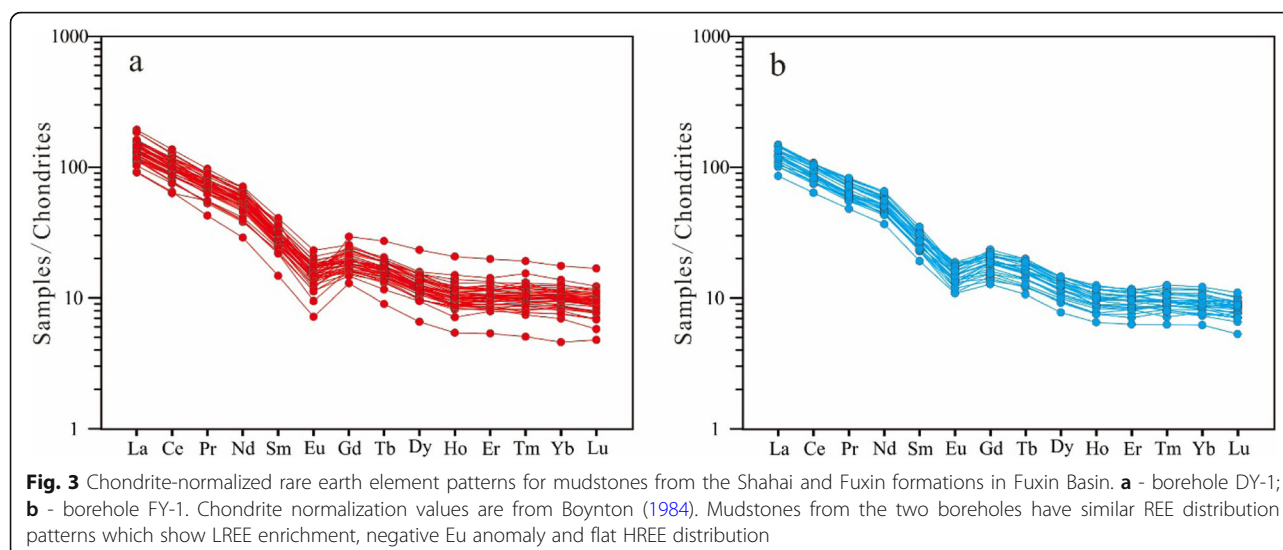 1000
100
10
1
Samples/Chondrites
a
La Ce Pr Nd Sm Eu Gd Tb Dy Ho Er Tm Yb Lu
1000
100
10
1
Samples/Chondrites
b
La Ce Pr Nd Sm Eu Gd Tb Dy Ho Er Tm Yb Lu
Fig. 3 Chondrite-normalized rare earth element patterns for mudstones from the Shahai and Fuxin formations in Fuxin Basin. a - borehole DY-1;
b - borehole FY-1. Chondrite normalization values are from Boynton (1984). Mudstones from the two boreholes have similar REE distribution
patterns which show LREE enrichment, negative Eu anomaly and flat HREE distribution